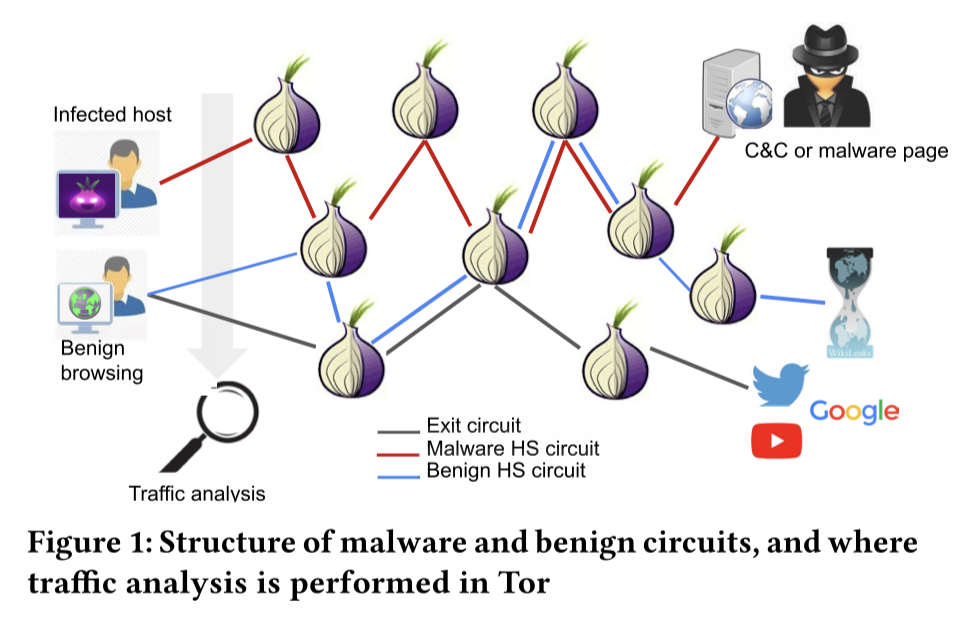 Infected host
C&C or malware page
Benign
browsing
WikiLeaks
Google
Exit circuit
Malware HS circuit
Benign HS circuit
Traffic analysis
Figure 1: Structure of malware and benign circuits, and where
traffic analysis is performed in Tor